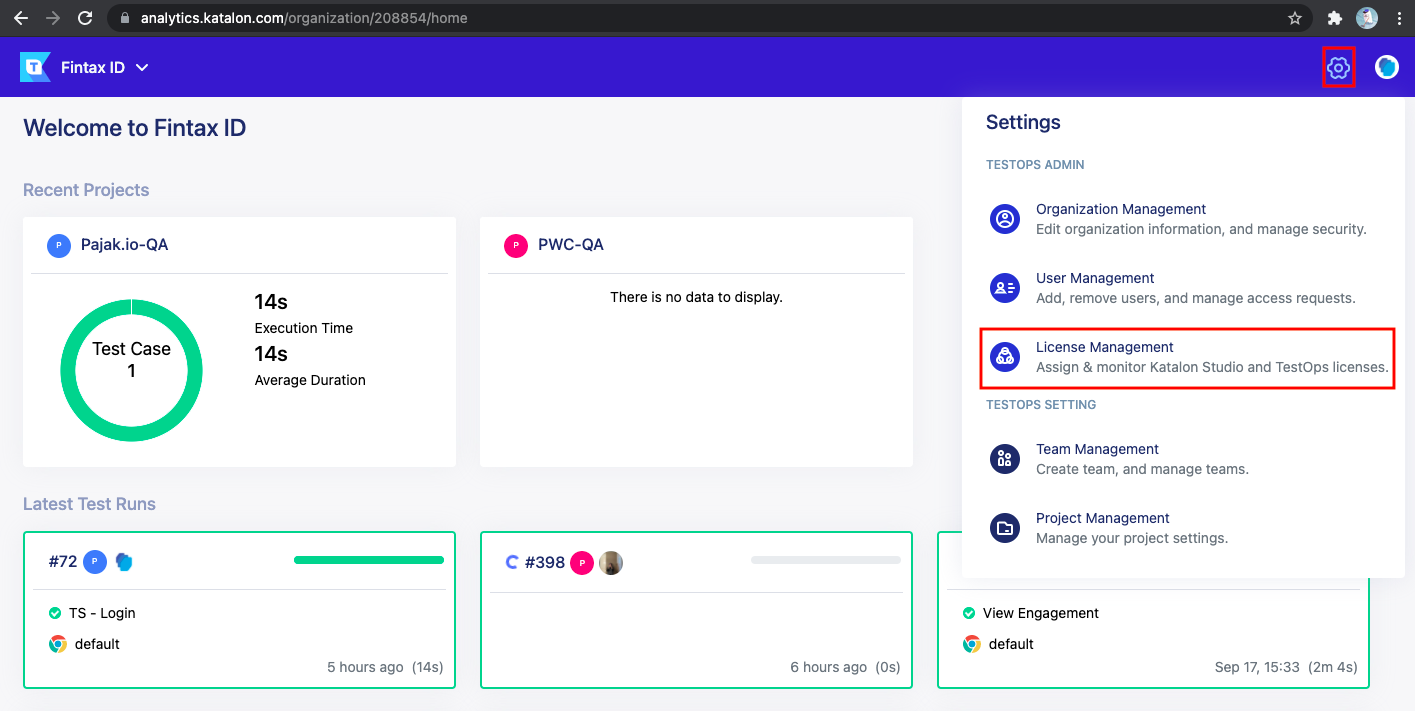 analytics.katalon.com/organization/208854/home
T
Fintax ID
Welcome to Fintax ID
Recent Projects
P Pajak.io-QA
Test Case
1
14s
Execution Time
14s
Average Duration
P PWC-QA
There is no data to display.
Latest Test Runs
#72 P
TS - Login
default
5 hours ago (14s)
#398 P
6 hours ago (0s)
View Engagement
default
Sep 17, 15:33 (2m 4s)
Settings
TESTOPS ADMIN
Organization Management
Edit organization information, and manage security.
User Management
Add, remove users, and manage access requests.
License Management
Assign & monitor Katalon Studio and TestOps licenses.
TESTOPS SETTING
Team Management
Create team, and manage teams.
Project Management
Manage your project settings.